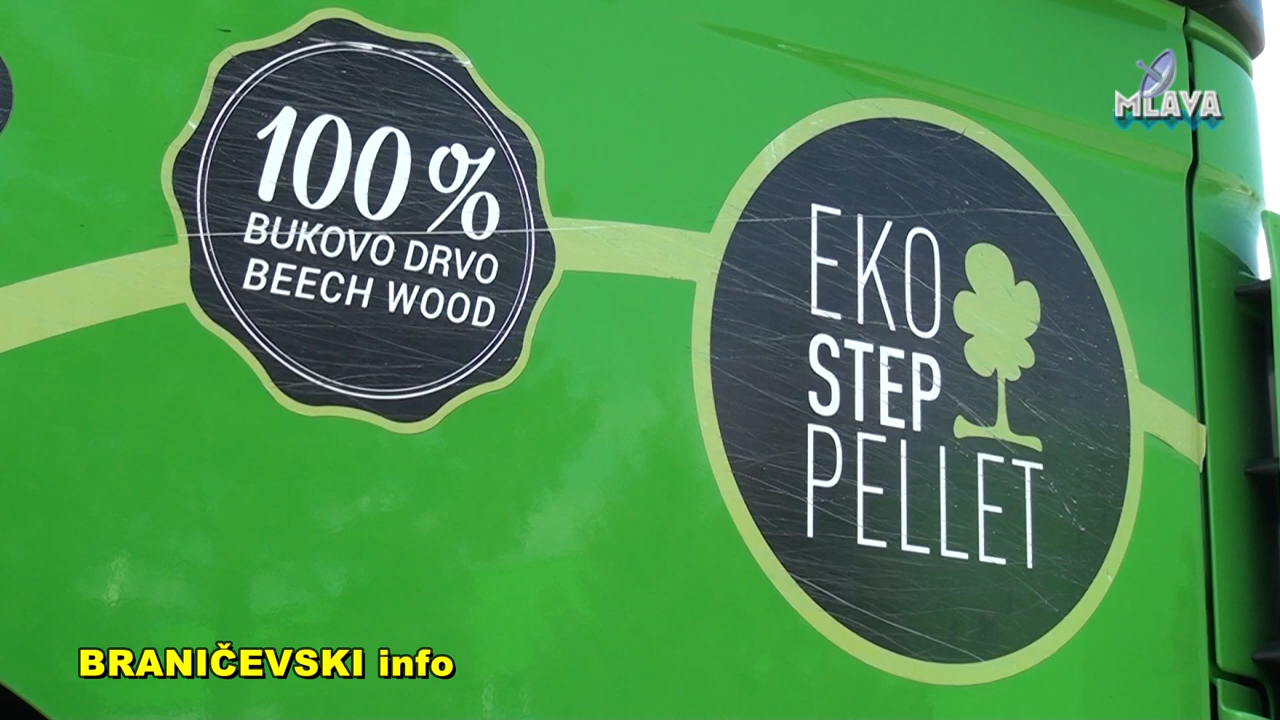 100%
BUKOVO DRVO
BEECH WOOD
EKO
STEP
PELLET
MLAVA
BRANIČEVSKI info